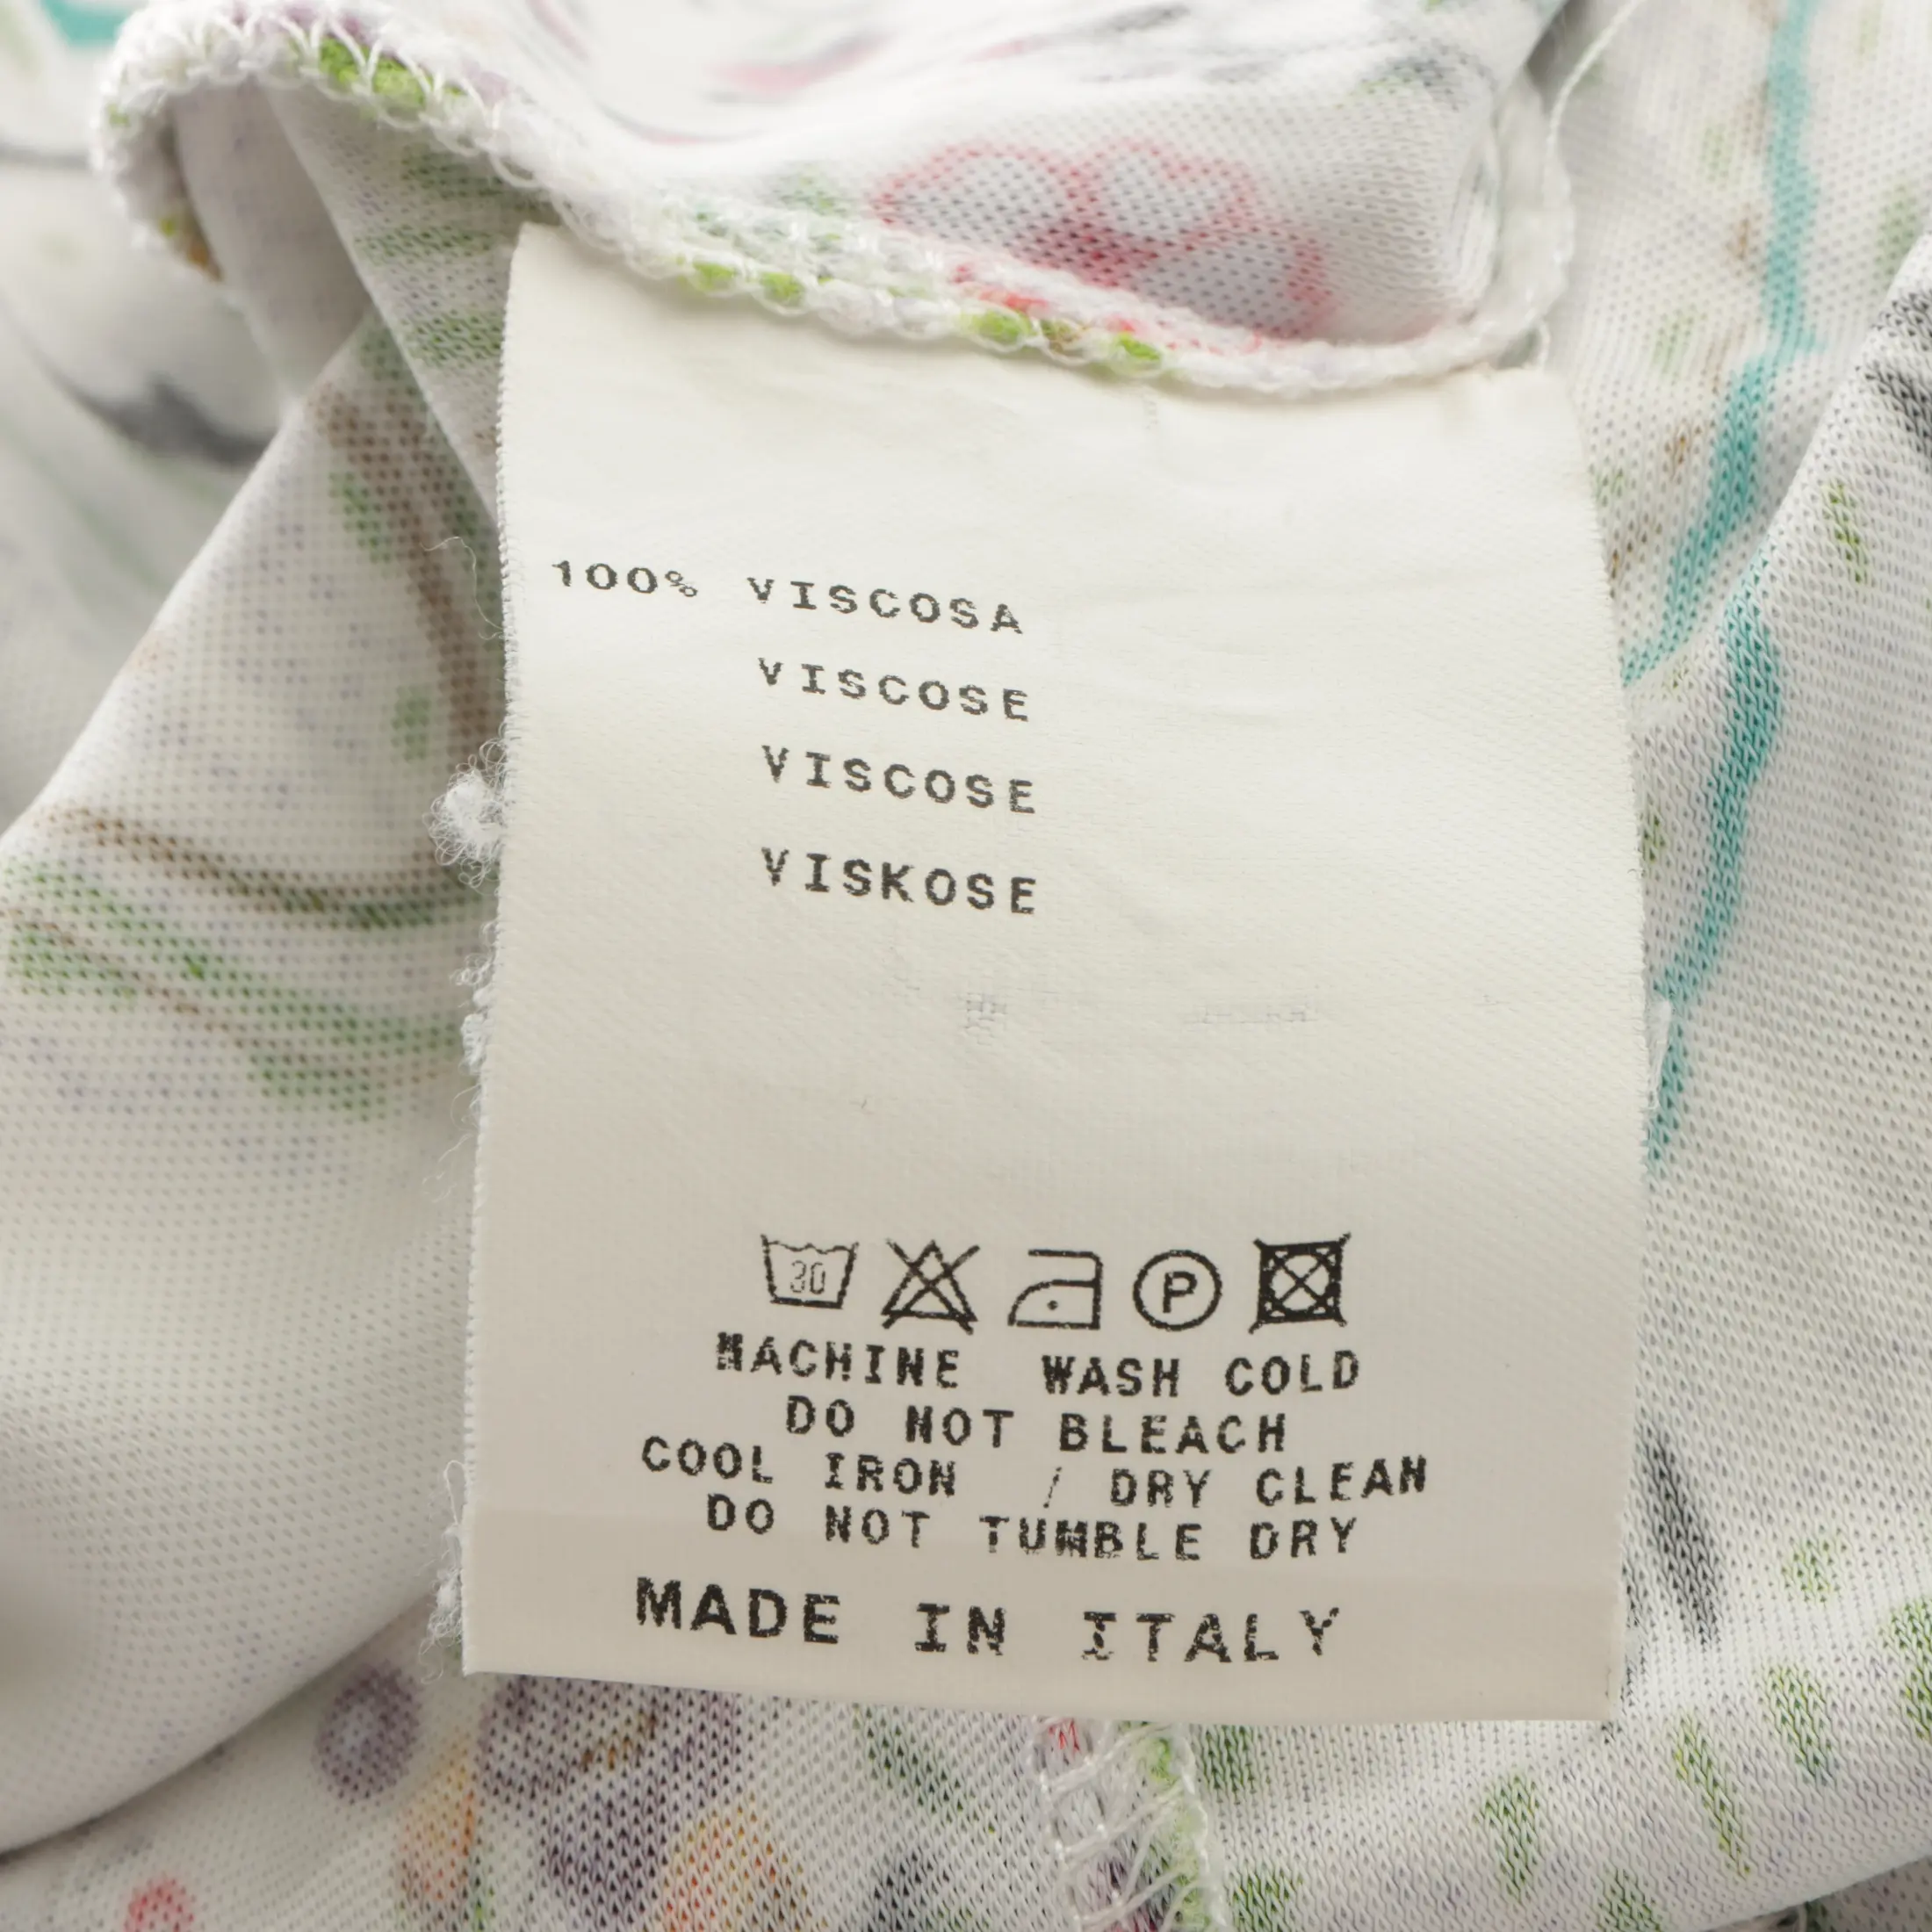 100% VISCOSA
VISCOSE
VISCOSE
VISKOSE
30 P
MACHINE WASH COLD
DO NOT BLEACH
COOL IRON / DRY CLEAN
DO NOT TUMBLE DRY
MADE IN ITALY